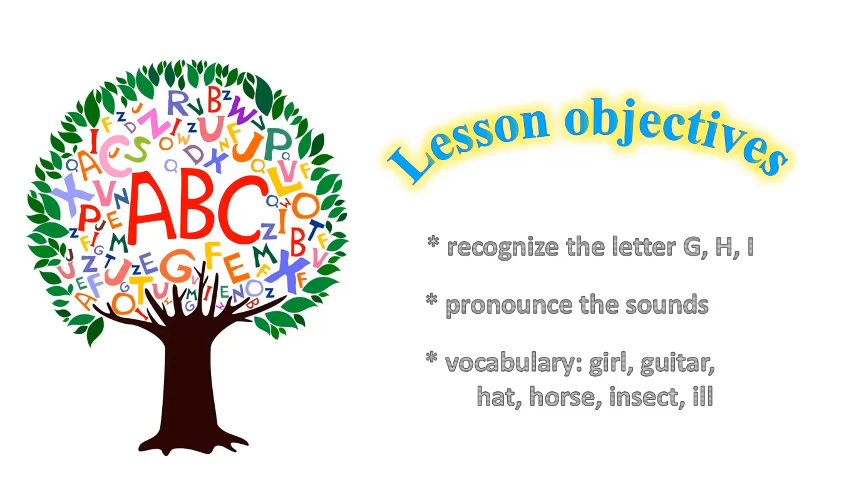 ABC
Lesson objectives
* recognize the letter G, H, I
* pronounce the sounds
* vocabulary: girl, guitar,
hat, horse, insect, ill